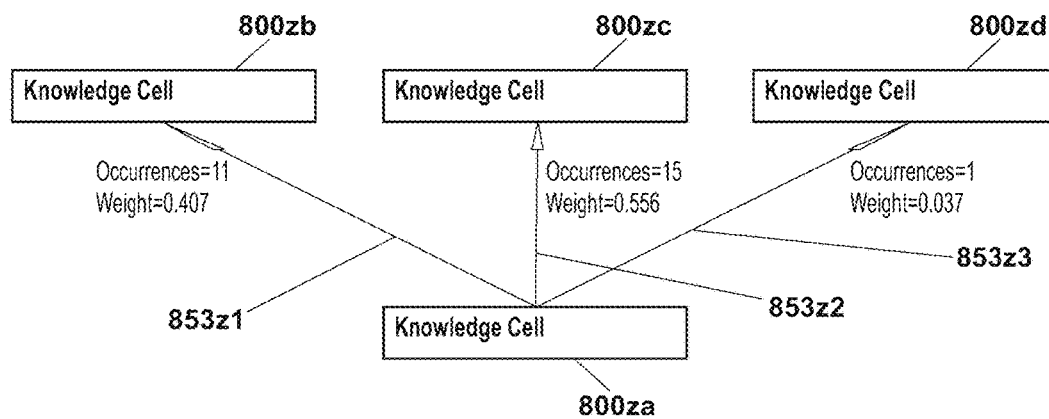 800zb
800zc
800zd
Knowledge Cell
Knowledge Cell
Knowledge Cell
Occurrences=11
Weight=0.407
Occurrences=15
Weight=0.556
Occurrences=1
Weight=0.037
853z1
853z2
853z3
Knowledge Cell
800za